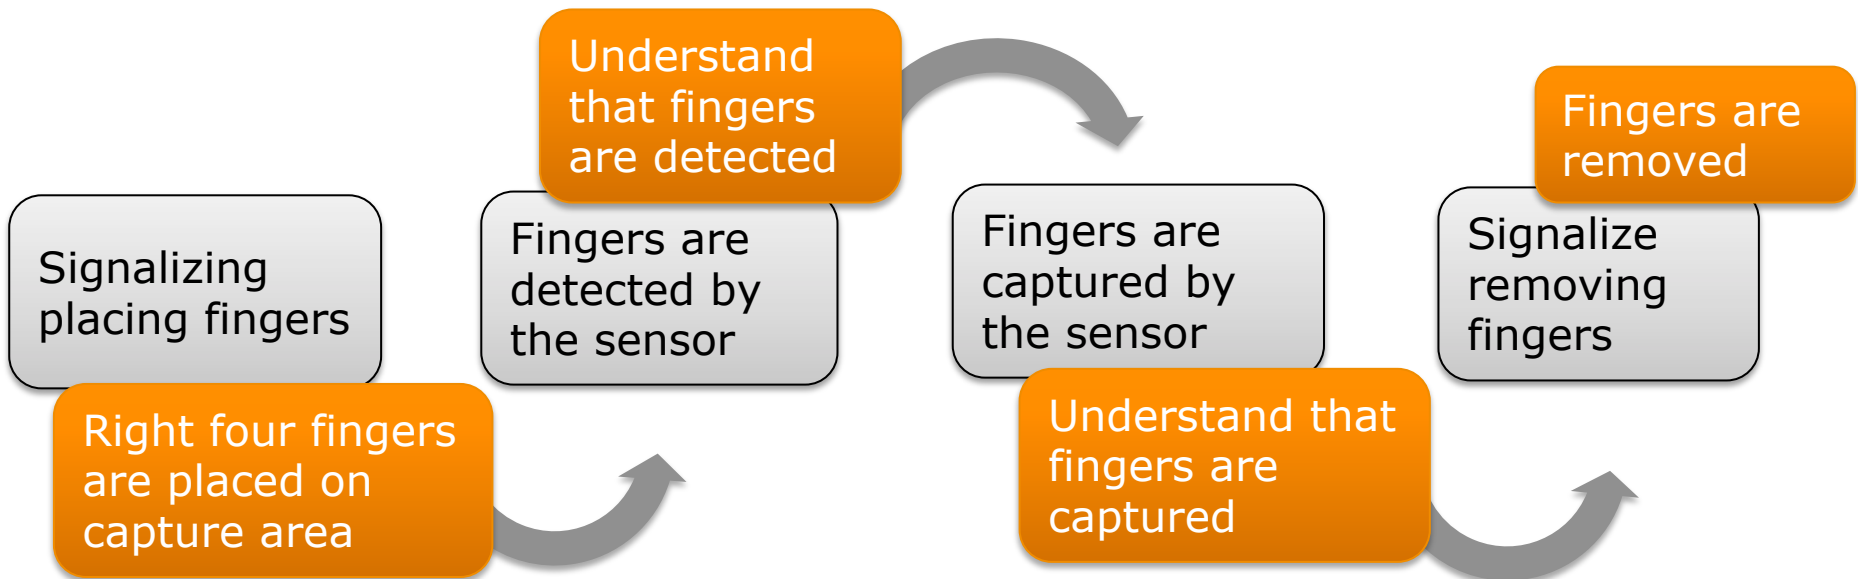 Signalizing
placing fingers
Right four fingers
are placed on
capture area
Understand
that fingers
are detected
Fingers are
detected by
the sensor
Fingers are
captured by
the sensor
Understand that
fingers are
captured
Fingers are
removed
Signalize
removing
fingers